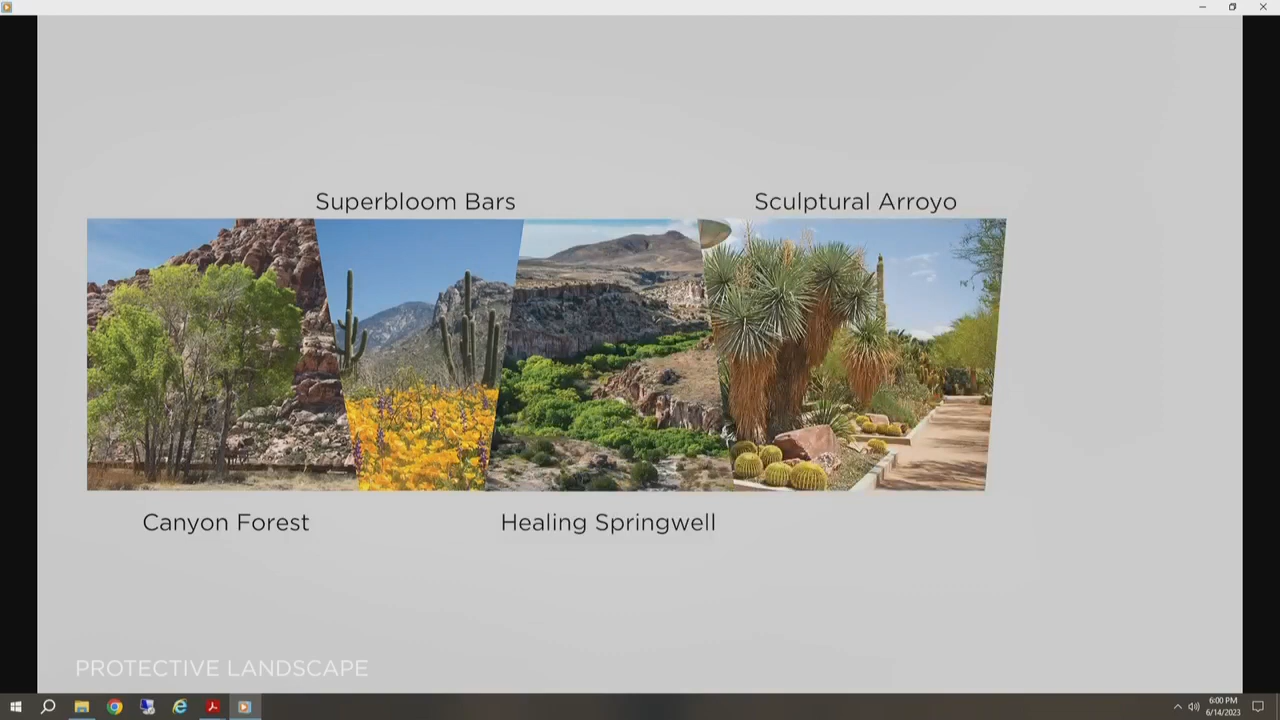 Superbloom Bars
Sculptural Arroyo
Canyon Forest
Healing Springwell
PROTECTIVE LANDSCAPE
6:00 PM
6/14/2023